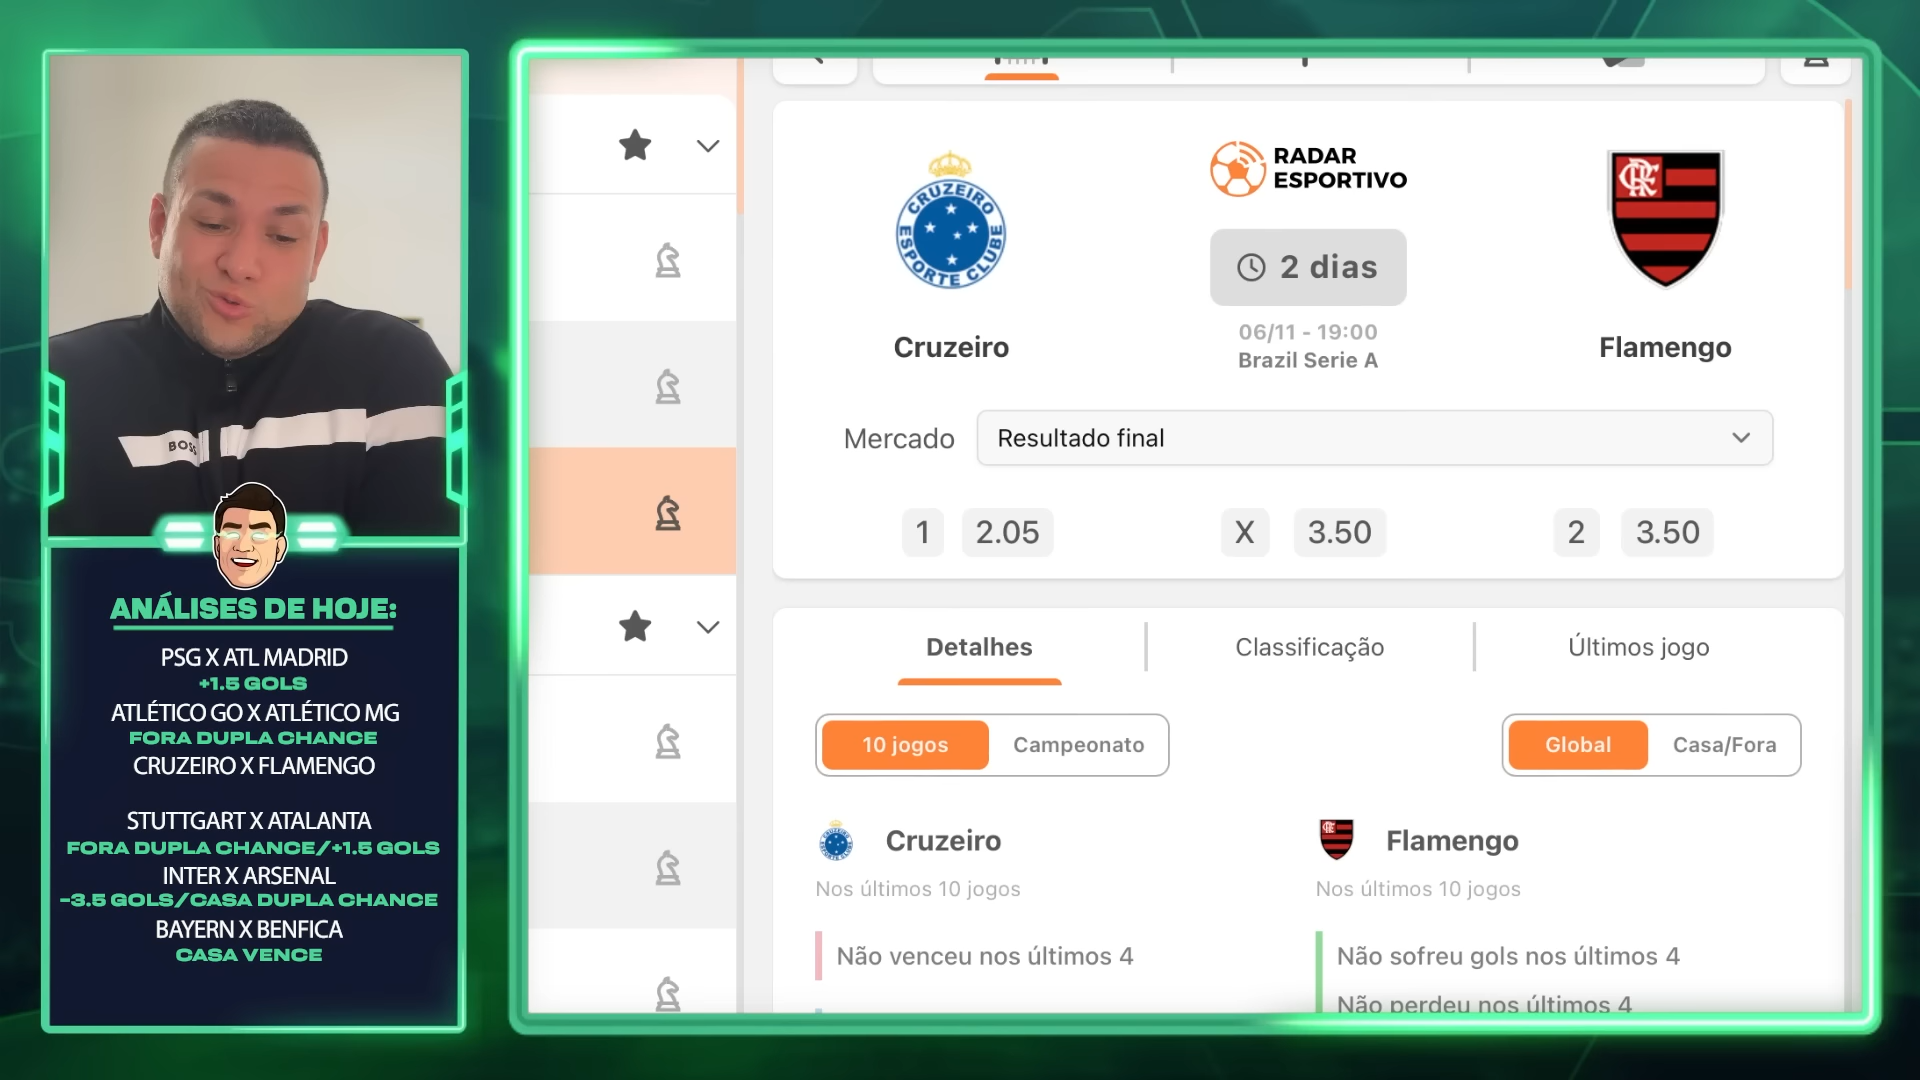 BOSS
ANÁLISES DE HOJE:
PSG X ATL MADRID
+1.5 GOLS
ATLÉTICO GO X ATLÉTICO MG
FORA DUPLA CHANCE
CRUZEIRO X FLAMENGO
STUTTGART X ATALANTA
FORA DUPLA CHANCE/+1.5 GOLS
INTER X ARSENAL
-3.5 GOLS/CASA DUPLA CHANCE
BAYERN X BENFICA
CASA VENCE
CRUZEIRO
ESPORTE CLUBE
RADAR
ESPORTIVO
2 dias
06/11 - 19:00
Brazil Serie A
Cruzeiro
Flamengo
Mercado
Resultado final
1 2.05
X 3.50
2 3.50
Detalhes
Classificação
Últimos jogo
10 jogos
Campeonato
Global
Casa/Fora
Cruzeiro
Nos últimos 10 jogos
Não venceu nos últimos 4
Flamengo
Nos últimos 10 jogos
Não sofreu gols nos últimos 4
Não perdeu nos últimos 4